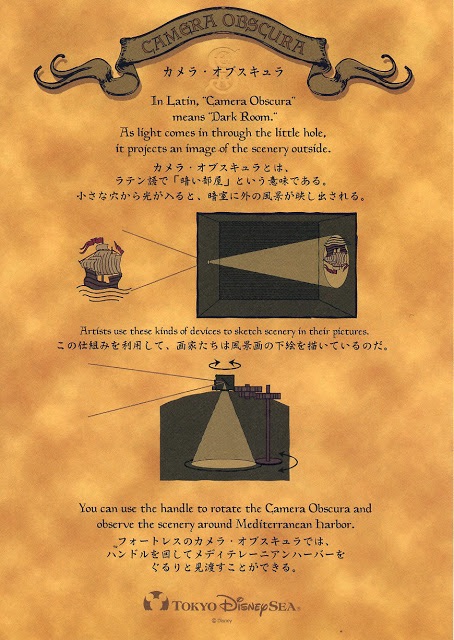 CAMERA OBSCURA
カメラ・オブスキュラ
In Latin, "Camera Obscura"
means "Dark Room."
As light comes in through the little hole,
it projects an image of the scenery outside.
カメラ・オブスキュラとは、
ラテン語で「暗い部屋」という意味である。
小さな穴から光が入ると、暗室に外の風景が映し出される。
Artists use these kinds of devices to sketch scenery in their pictures.
この仕組みを利用して、画家たちは風景画の下絵を描いているのだ。
You can use the handle to rotate the Camera Obscura and
observe the scenery around Mediterranean Harbor.
フォートレスのカメラ・オブスキュラでは、
ハンドルを回してメディテレーニアンハーバーを
ぐるりと見渡すことができる。
TOKYO DISNEYSEA®
© Disney